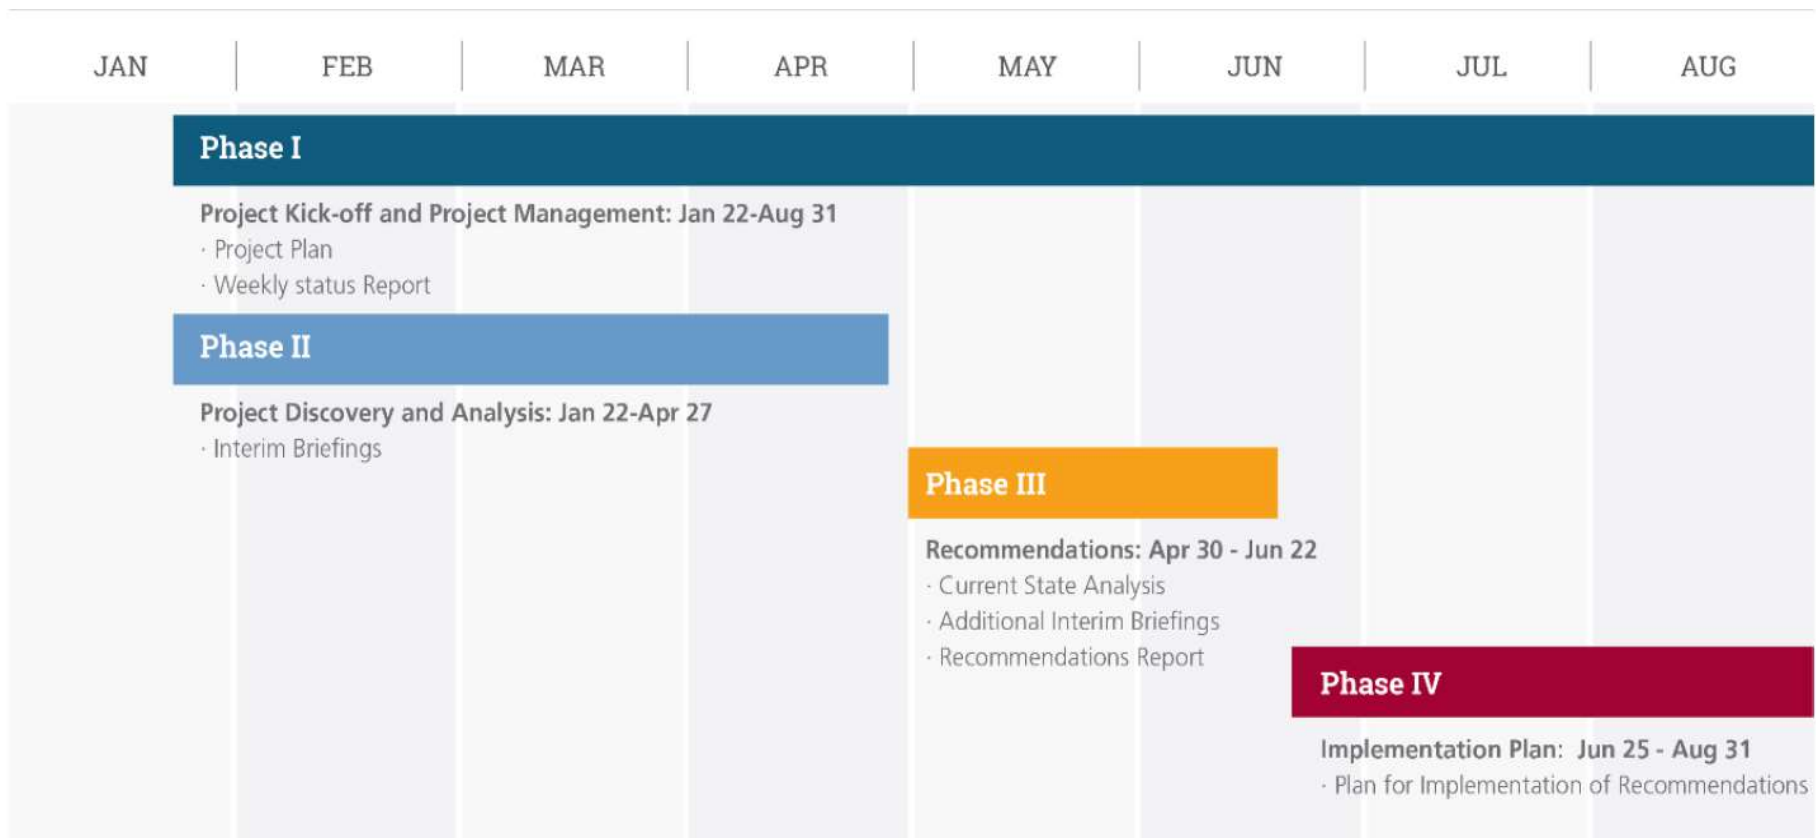 JAN FEB MAR APR MAY JUN JUL AUG
Phase I
Project Kick-off and Project Management: Jan 22-Aug 31
· Project Plan
· Weekly status Report
Phase II
Project Discovery and Analysis: Jan 22-Apr 27
· Interim Briefings
Phase III
Recommendations: Apr 30 - Jun 22
· Current State Analysis
· Additional Interim Briefings
· Recommendations Report
Phase IV
Implementation Plan: Jun 25 - Aug 31
· Plan for Implementation of Recommendations